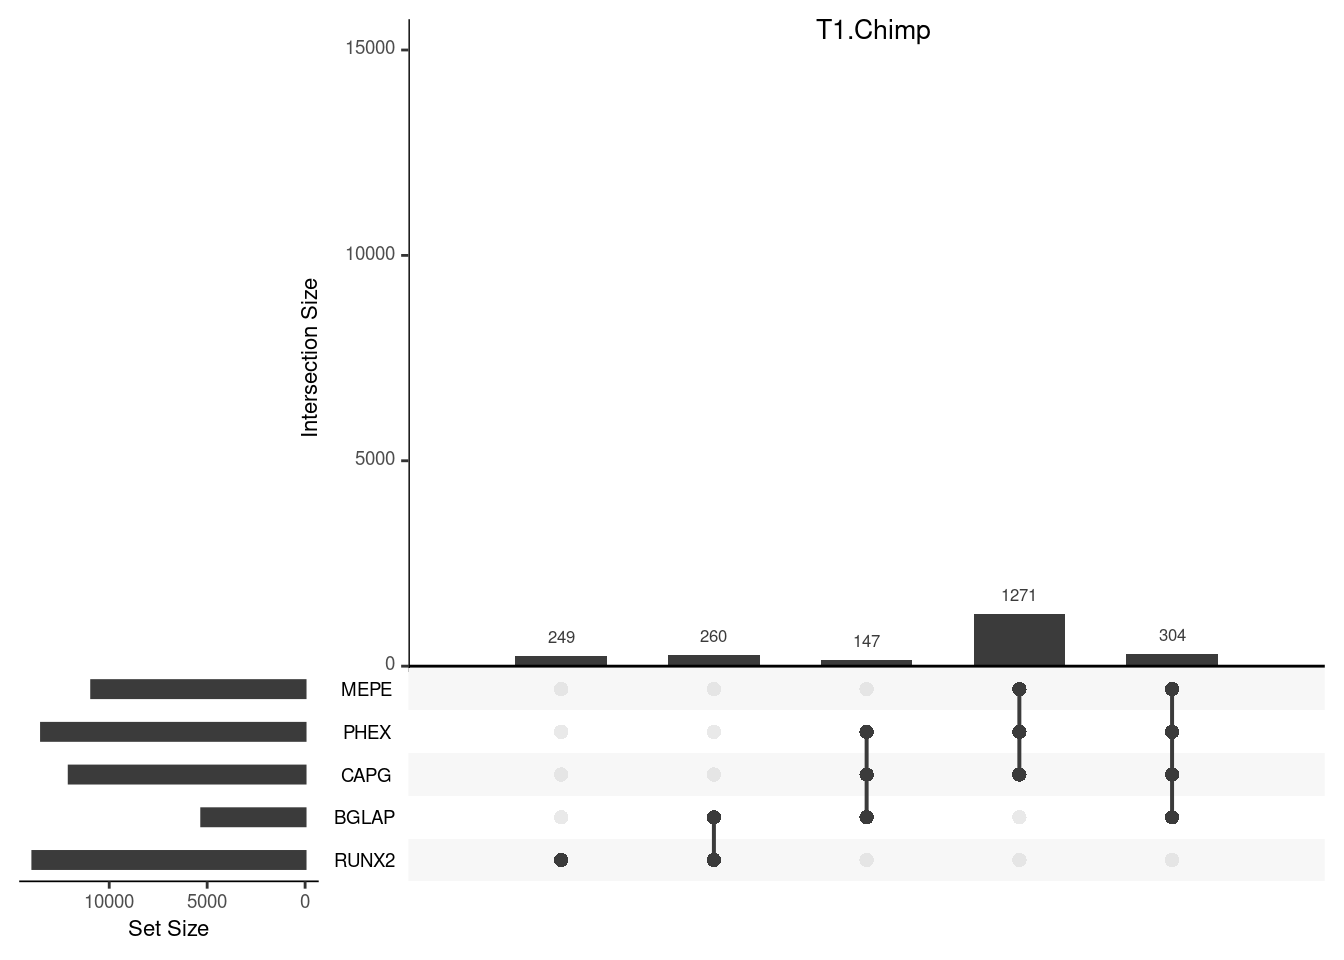 T1.Chimp
15000
10000
5000
0
Intersection Size
249
260
147
1271
304
MEPE
PHEX
CAPG
BGLAP
RUNX2
10000 5000 0
Set Size